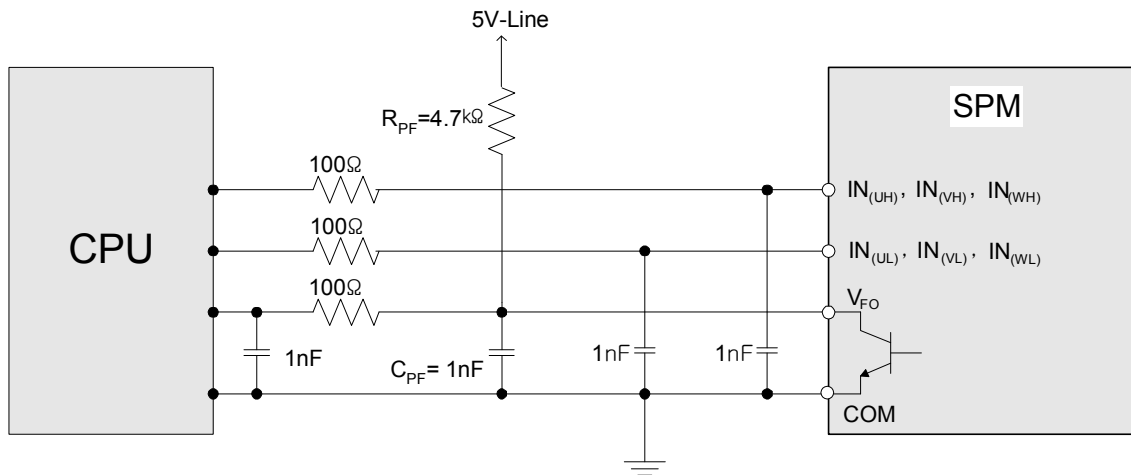 5V-Line
R_PF=4.7kΩ
SPM
100Ω
IN_(UH), IN_(VH), IN_(WH)
CPU
100Ω
IN_(UL), IN_(VL), IN_(WL)
100Ω
V_FO
1nF
C_PF= 1nF
1nF
1nF
COM